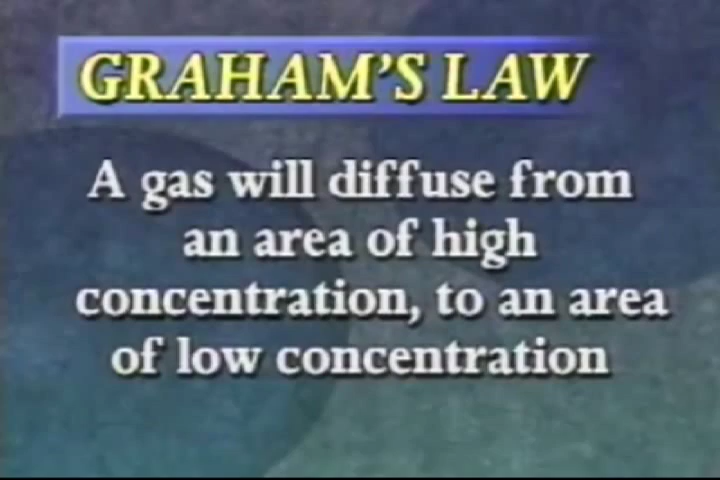 GRAHAM'S LAW
A gas will diffuse from
an area of high
concentration, to an area
of low concentration